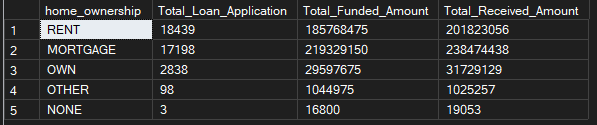 home_ownership Total_Loan_Application Total_Funded_Amount Total_Received_Amount
1 RENT 18439 185768475 201823056
2 MORTGAGE 17198 219329150 238474438
3 OWN 2838 29597675 31729129
4 OTHER 98 1044975 1025257
5 NONE 3 16800 19053